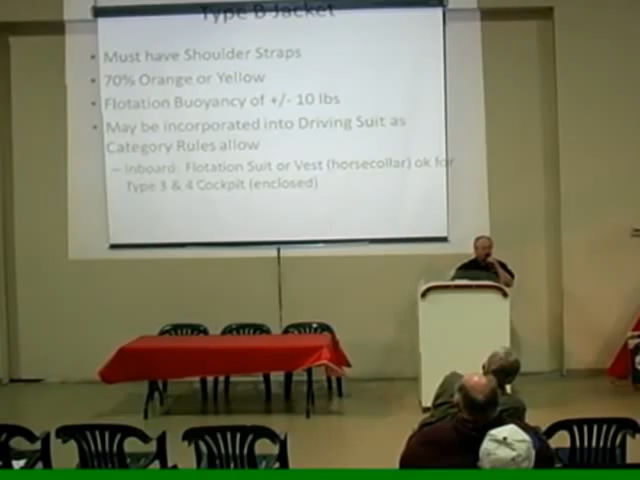 Type B Jacket
• Must have Shoulder Straps
• 70% Orange or Yellow
• Flotation Buoyancy of +/- 10 lbs
• May be incorporated into Driving Suit as
Category Rules allow
– Inboard: Flotation Suit or Vest (horsecollar) ok for
Type 3 & 4 Cockpit (enclosed)